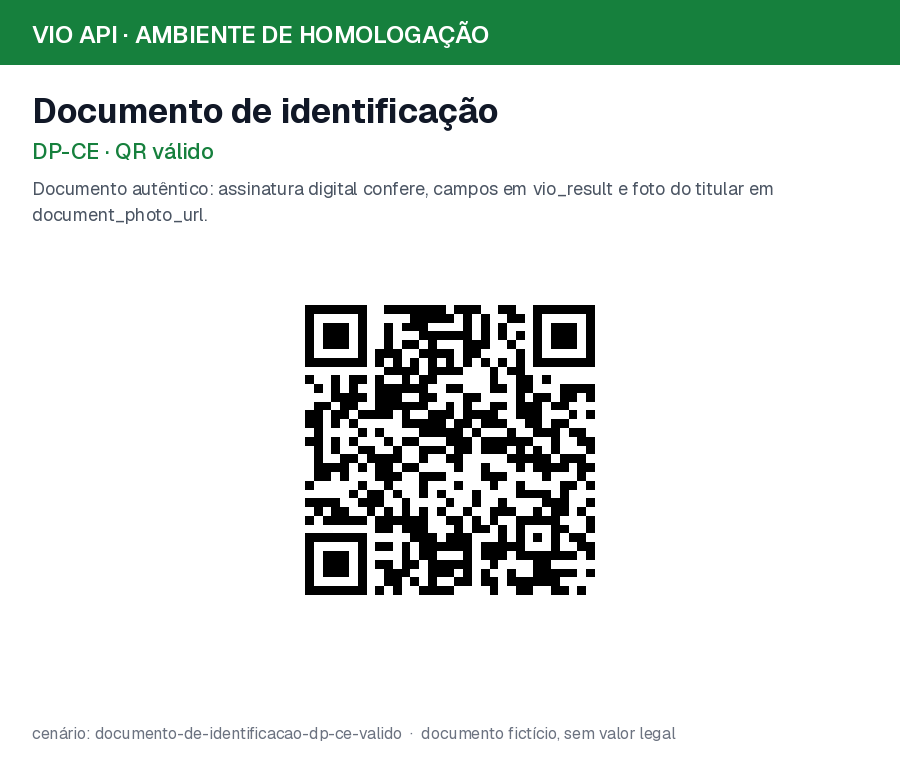 VIO API · AMBIENTE DE HOMOLOGAÇÃO
Documento de identificação
DP-CE · QR válido
Documento autêntico: assinatura digital confere, campos em vio_result e foto do titular em
document_photo_url.
cenário: documento-de-identificacao-dp-ce-valido · documento fictício, sem valor legal